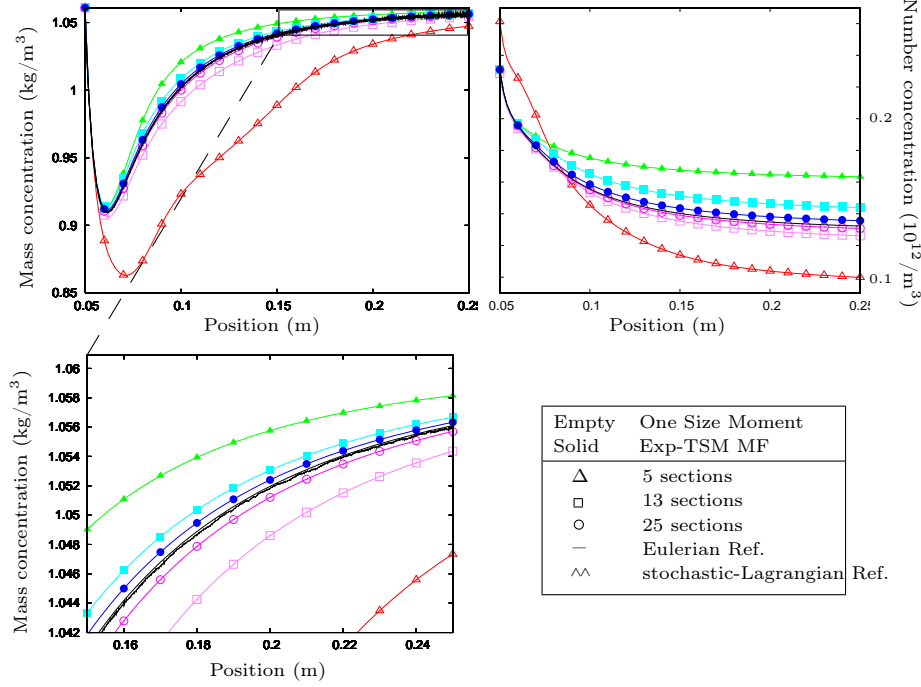 Mass concentration (kg/m³)
1.05
1
0.95
0.9
0.85
0.05
0.1
0.15
0.2
0.25
Position (m)
Number concentration (10¹²/m³)
0.2
0.1
0.05
0.1
0.15
0.2
Position (m)
Mass concentration (kg/m³)
1.06
1.058
1.056
1.054
1.052
1.05
1.048
1.046
1.044
1.042
0.16
0.18
0.2
0.22
0.24
Position (m)
Empty One Size Moment
Solid Exp-TSM MF
5 sections
13 sections
25 sections
Eulerian Ref.
stochastic-Lagrangian Ref.